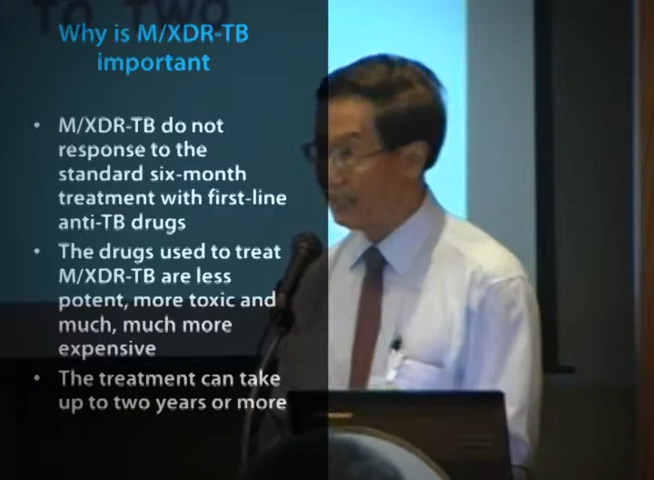 TO TWO
Why is M/XDR-TB
important
• M/XDR-TB do not
response to the
standard six-month
treatment with first-line
anti-TB drugs
• The drugs used to treat
M/XDR-TB are less
potent, more toxic and
much, much more
expensive
• The treatment can take
up to two years or more